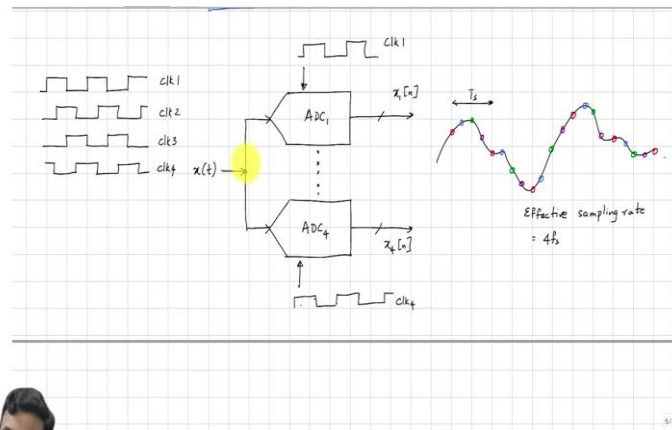 clk1
clk1
clk2
clk3
clk4
x(t)
ADC₁
x₁[n]
Ts
ADC₄
x₄[n]
Effective sampling rate
= 4fs
clk4